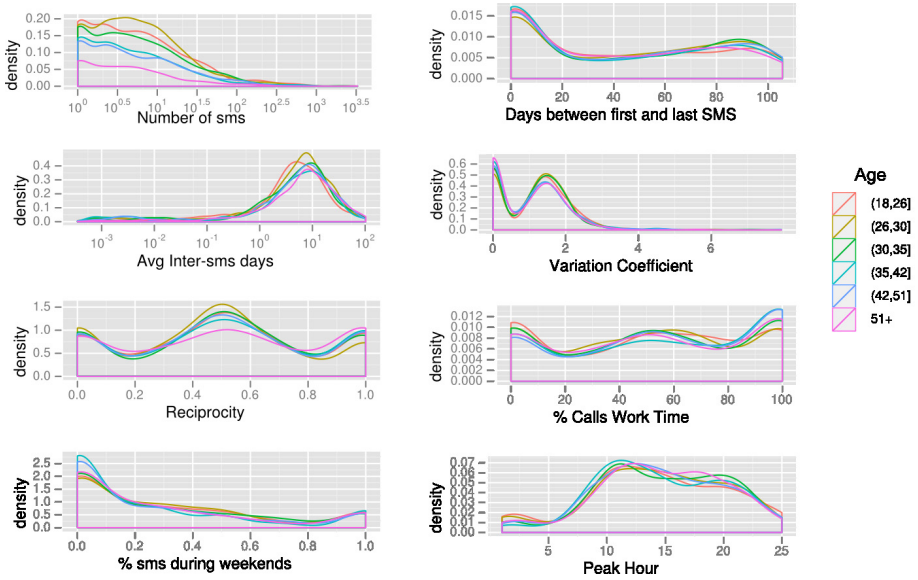 density
0.20
0.15
0.10
0.05
0.00
10^0 10^0.5 10^1 10^1.5 10^2 10^2.5 10^3 10^3.5
Number of sms
density
0.015
0.010
0.005
0.000
0 20 40 60 80 100
Days between first and last SMS
density
0.4
0.3
0.2
0.1
0.0
10^-3 10^-2 10^-1 10^0 10^1 10^2
Avg Inter-sms days
density
0.6
0.5
0.4
0.3
0.2
0.1
0.0
0 2 4 6
Variation Coefficient
Age
(18,26]
(26,30]
(30,35]
(35,42]
(42,51]
51+
density
1.5
1.0
0.5
0.0
0.0 0.2 0.4 0.6 0.8 1.0
Reciprocity
density
0.012
0.010
0.008
0.006
0.004
0.002
0.000
0 20 40 60 80 100
% Calls Work Time
density
2.5
2.0
1.5
1.0
0.5
0.0
0.0 0.2 0.4 0.6 0.8 1.0
% sms during weekends
density
0.07
0.06
0.05
0.04
0.03
0.02
0.01
0.00
5 10 15 20 25
Peak Hour